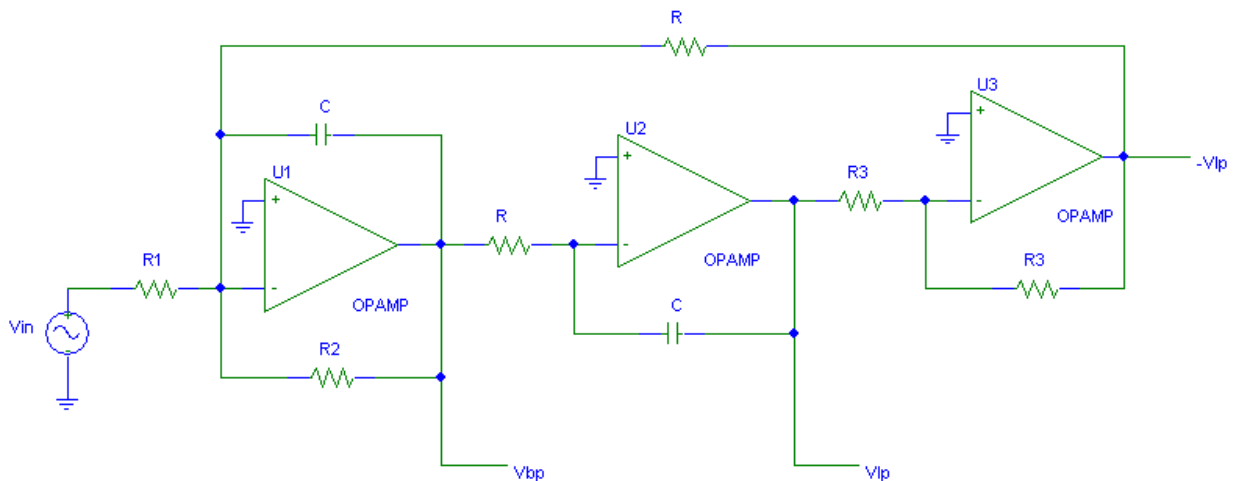 R
C
U3
+
-
-Vlp
OPAMP
U2
+
-
OPAMP
R3
R3
U1
+
-
OPAMP
R
C
R1
R2
Vin
+
-
Vbp
Vlp